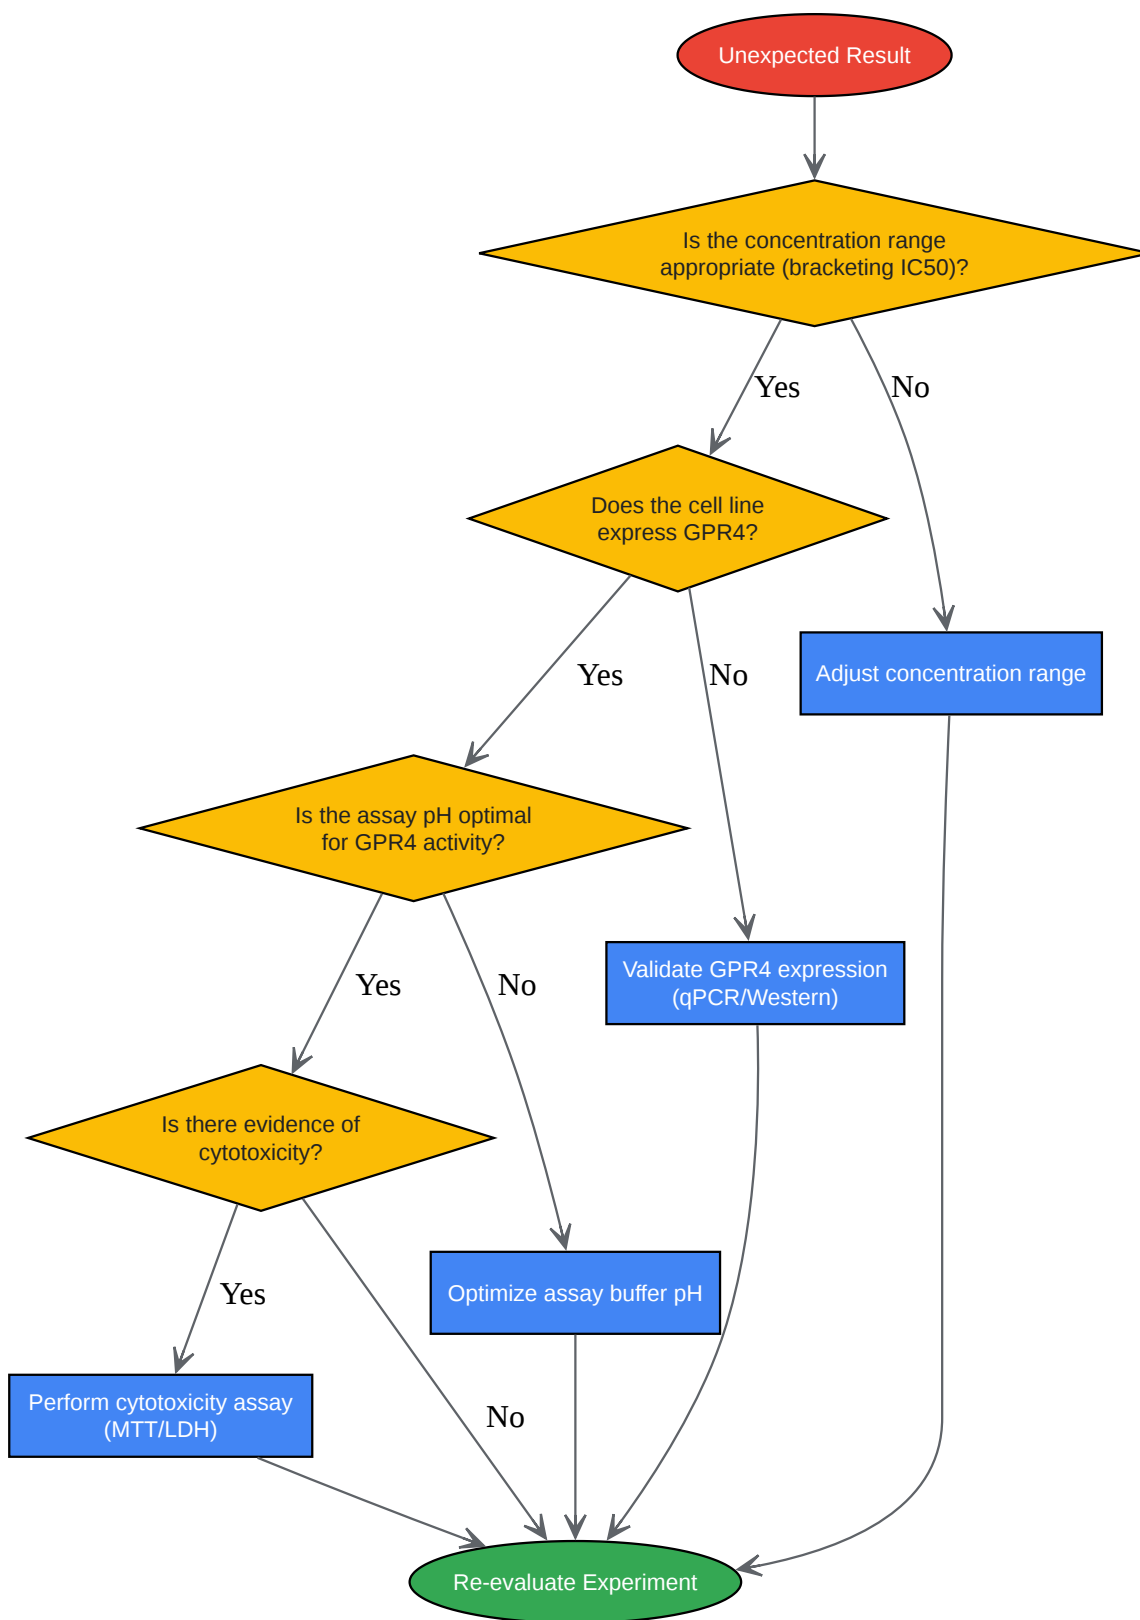 Unexpected Result
Is the concentration range
appropriate (bracketing IC50)?
Yes
No
Does the cell line
express GPR4?
Yes
No
Adjust concentration range
Is the assay pH optimal
for GPR4 activity?
Yes
No
Validate GPR4 expression
(qPCR/Western)
Is there evidence of
cytotoxicity?
Yes
Optimize assay buffer pH
Perform cytotoxicity assay
(MTT/LDH)
No
Re-evaluate Experiment